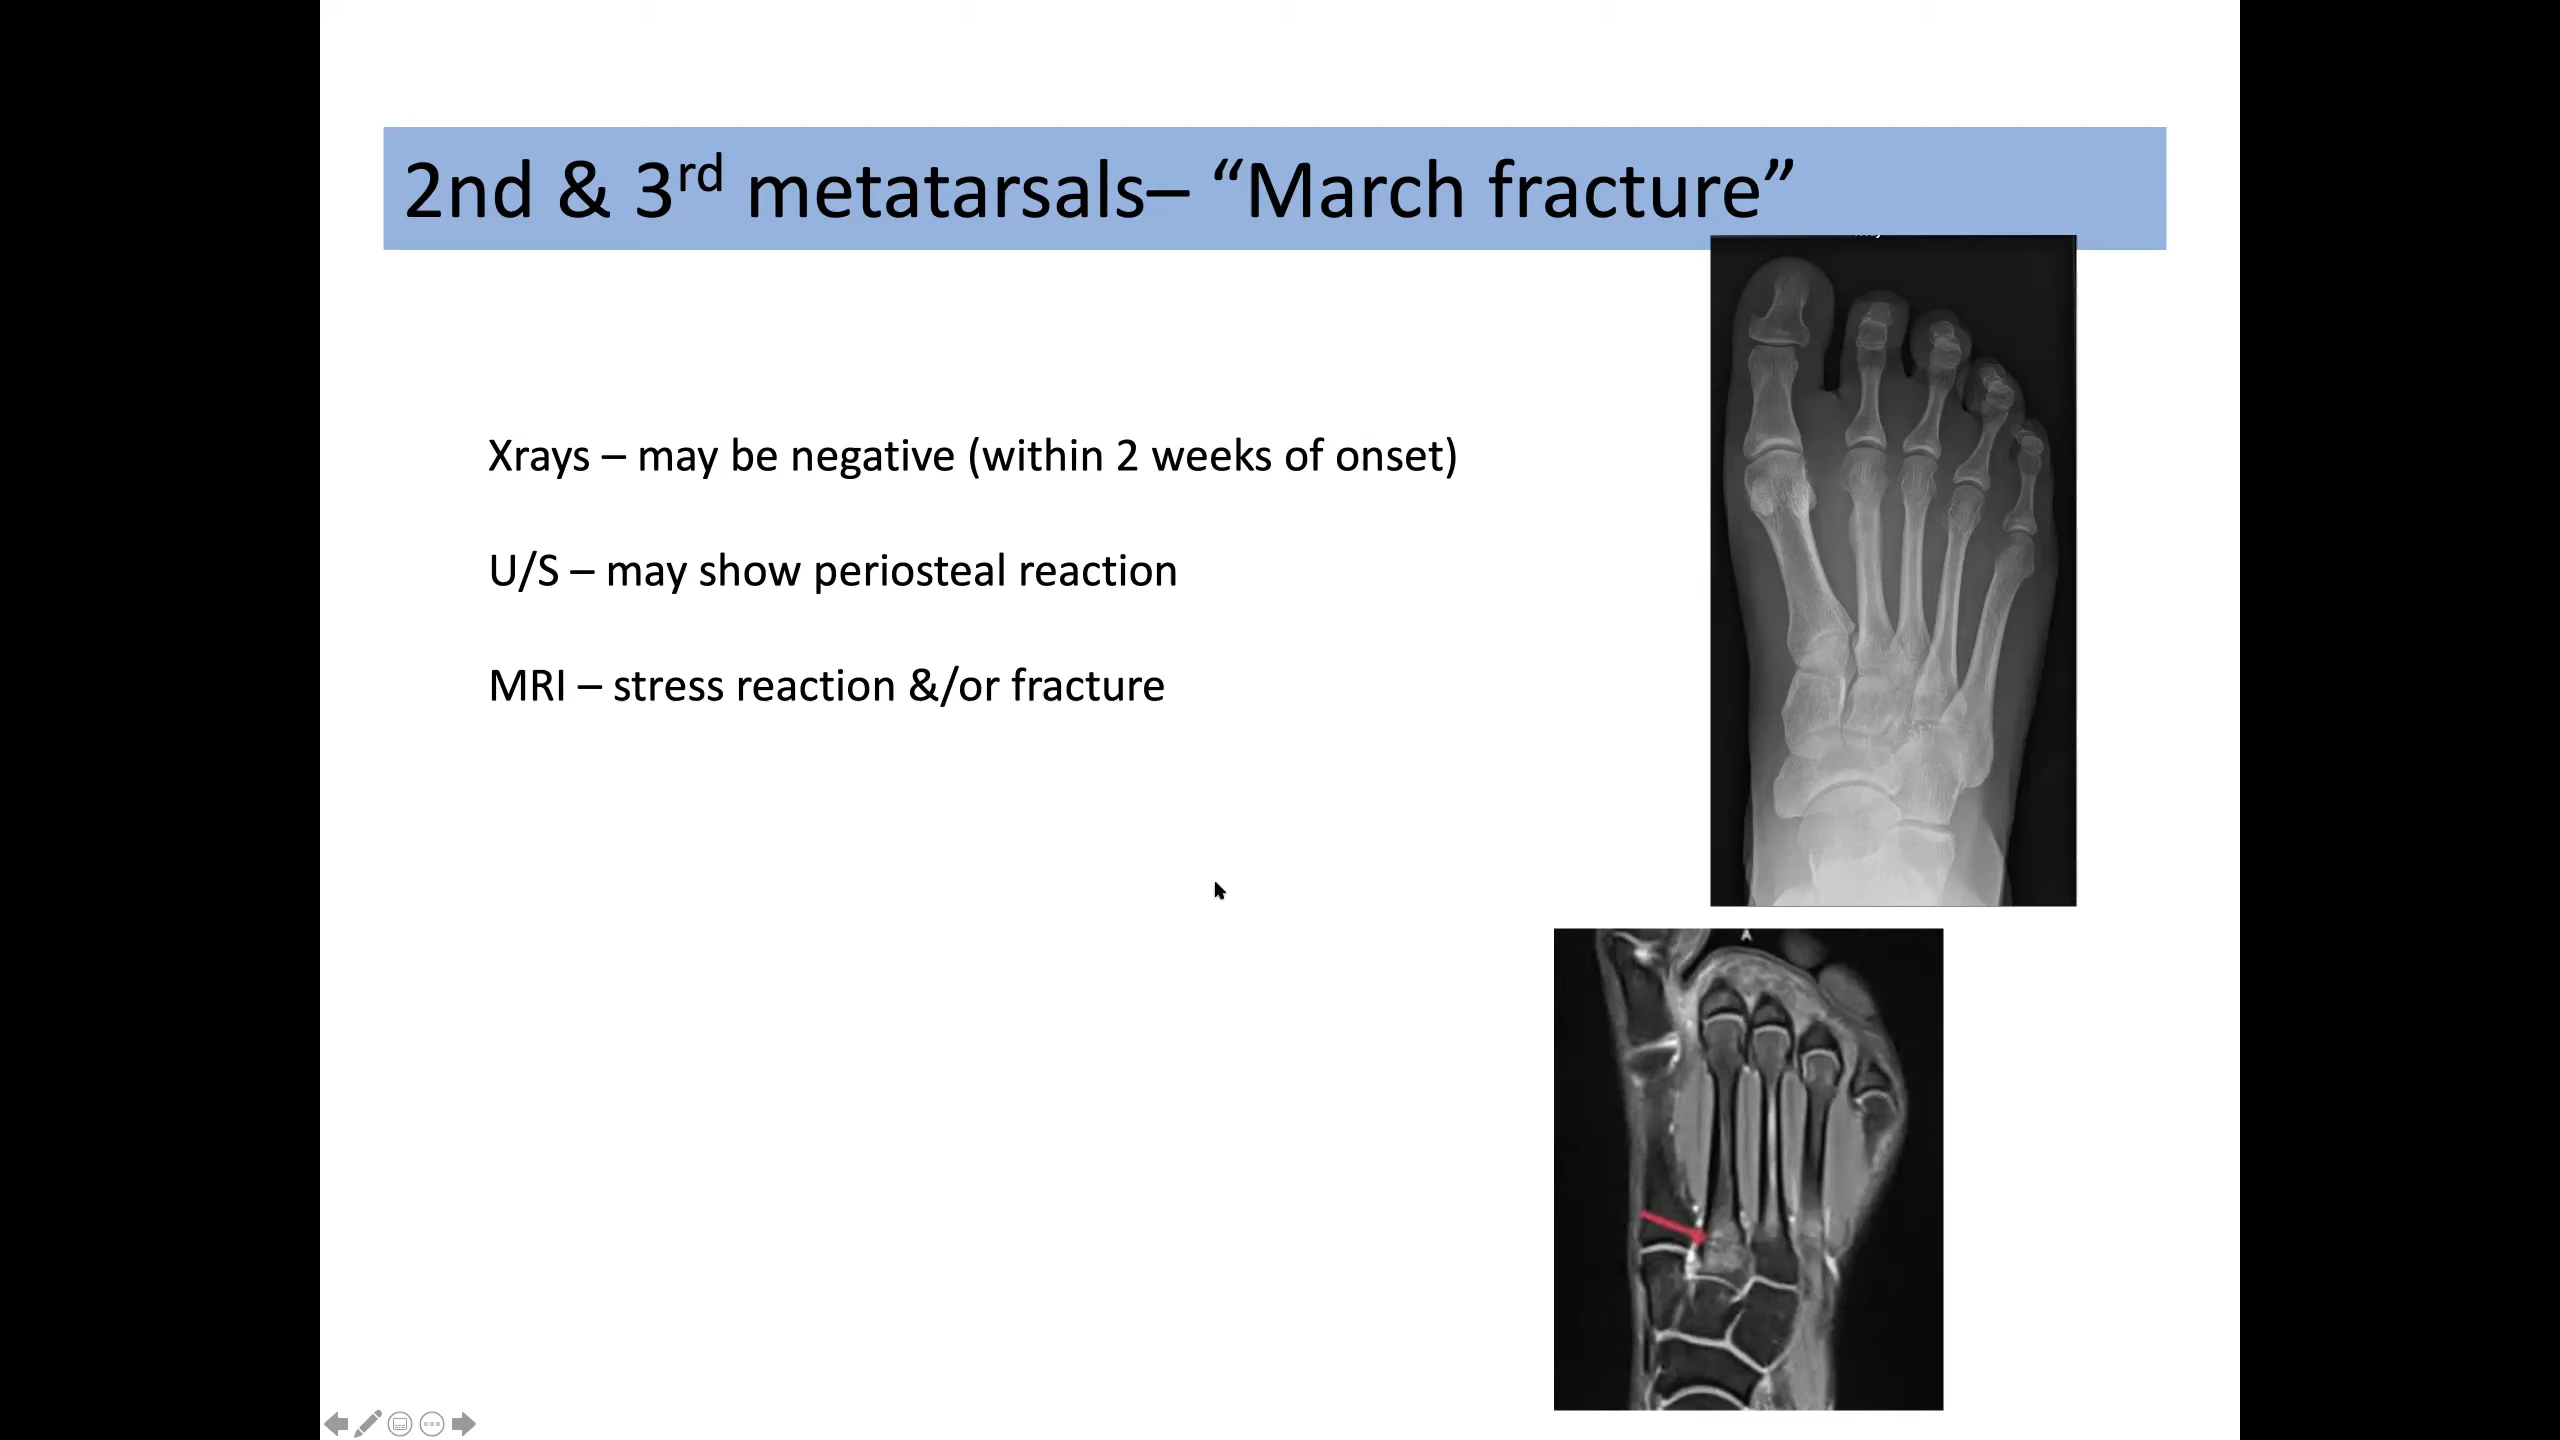 2nd & 3rd metatarsals– “March fracture”
Xrays – may be negative (within 2 weeks of onset)
U/S – may show periosteal reaction
MRI – stress reaction &/or fracture
A